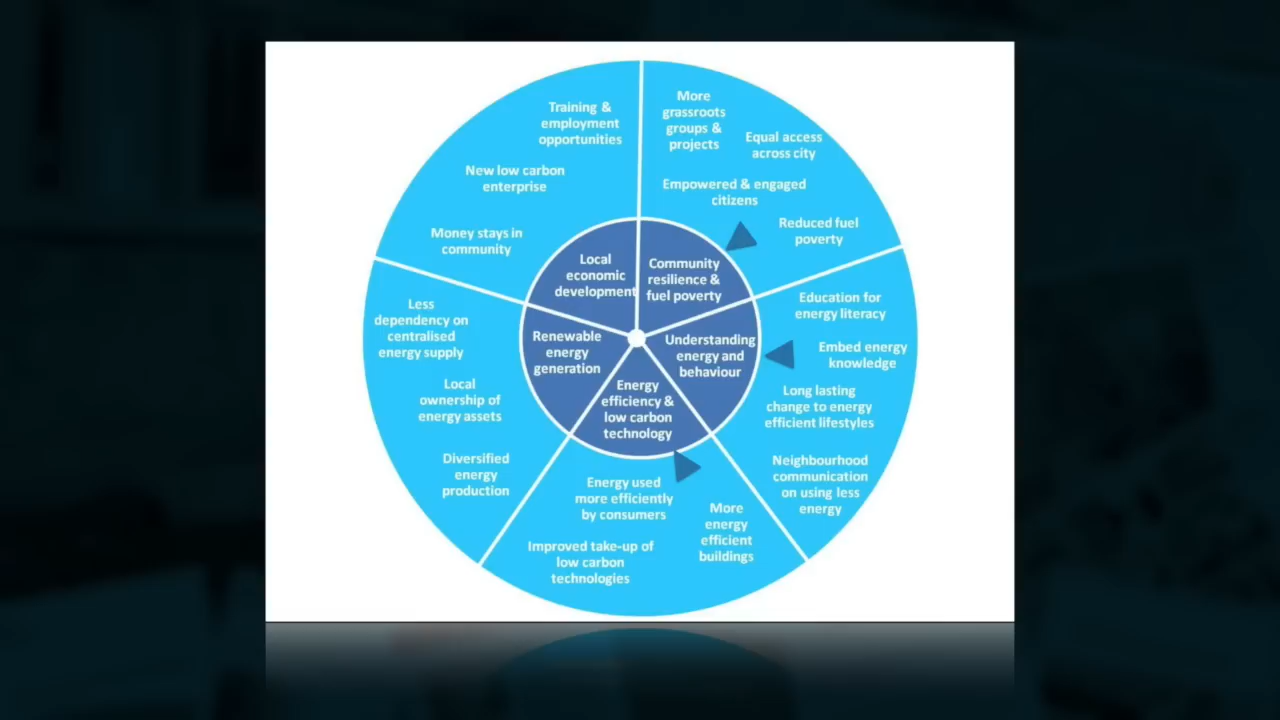 Training &
employment
opportunities
New low carbon
enterprise
Money stays in
community
More
grassroots
groups &
projects
Equal access
across city
Empowered & engaged
citizens
Reduced fuel
poverty
Local
economic
development
Community
resilience &
fuel poverty
Renewable
energy
generation
Understanding
energy and
behaviour
Energy
efficiency &
low carbon
technology
Less
dependency on
centralised
energy supply
Local
ownership of
energy assets
Diversified
energy
production
Education for
energy literacy
Embed energy
knowledge
Long lasting
change to energy
efficient lifestyles
Neighbourhood
communication
on using less
energy
Energy used
more efficiently
by consumers
More
energy
efficient
buildings
Improved take-up of
low carbon
technologies